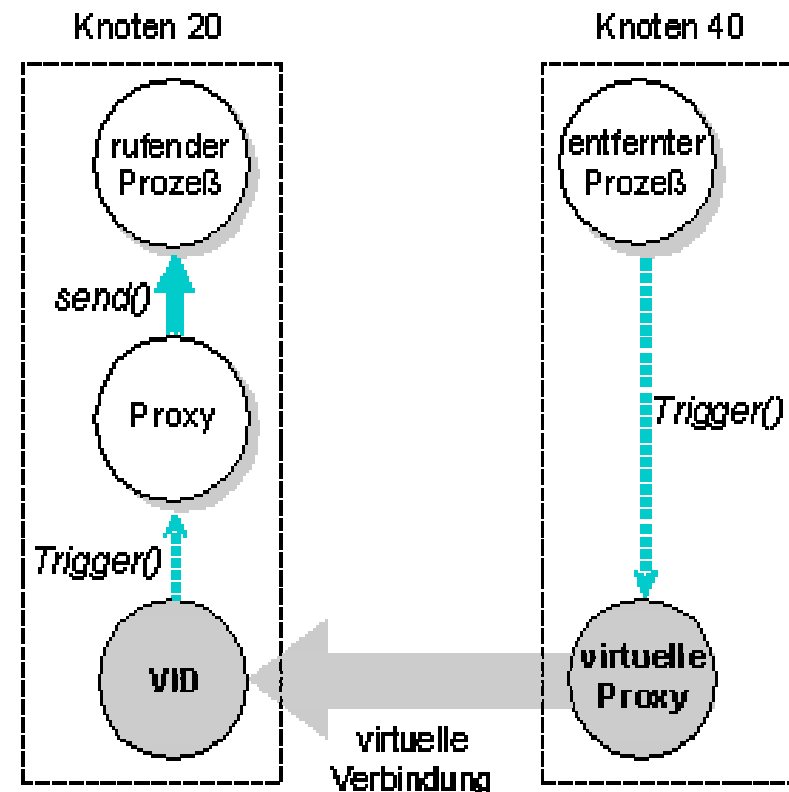 Knoten 20
Knoten 40
rufender
Prozeß
entfernter
Prozeß
send()
Proxy
Trigger()
Trigger()
VID
virtuelle
Proxy
virtuelle
Verbindung